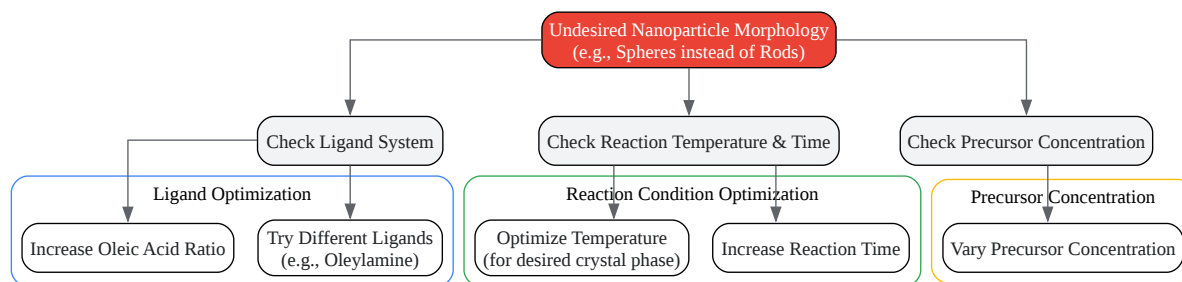 Undesired Nanoparticle Morphology
(e.g., Spheres instead of Rods)
Check Ligand System
Check Reaction Temperature & Time
Check Precursor Concentration
Ligand Optimization
Reaction Condition Optimization
Precursor Concentration
Increase Oleic Acid Ratio
Try Different Ligands
(e.g., Oleylamine)
Optimize Temperature
(for desired crystal phase)
Increase Reaction Time
Vary Precursor Concentration